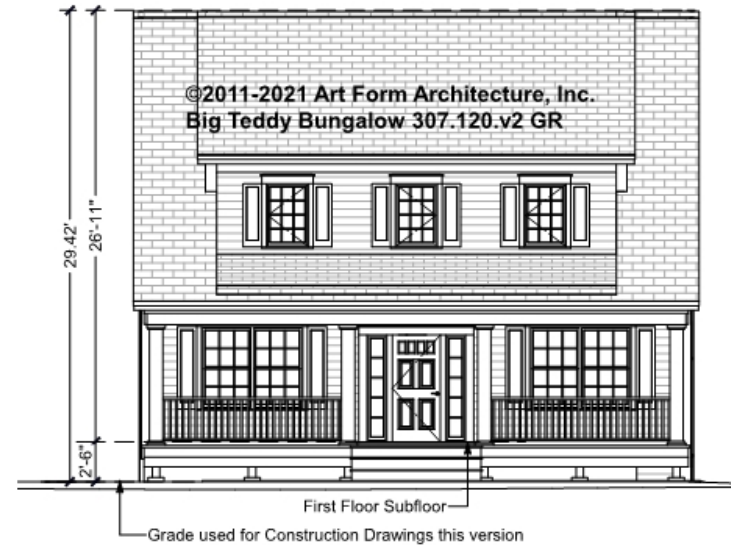 ©2011-2021 Art Form Architecture, Inc.
Big Teddy Bungalow 307.120.v2 GR
29.42'
26'-11"
2'-6"
First Floor Subfloor
Grade used for Construction Drawings this version